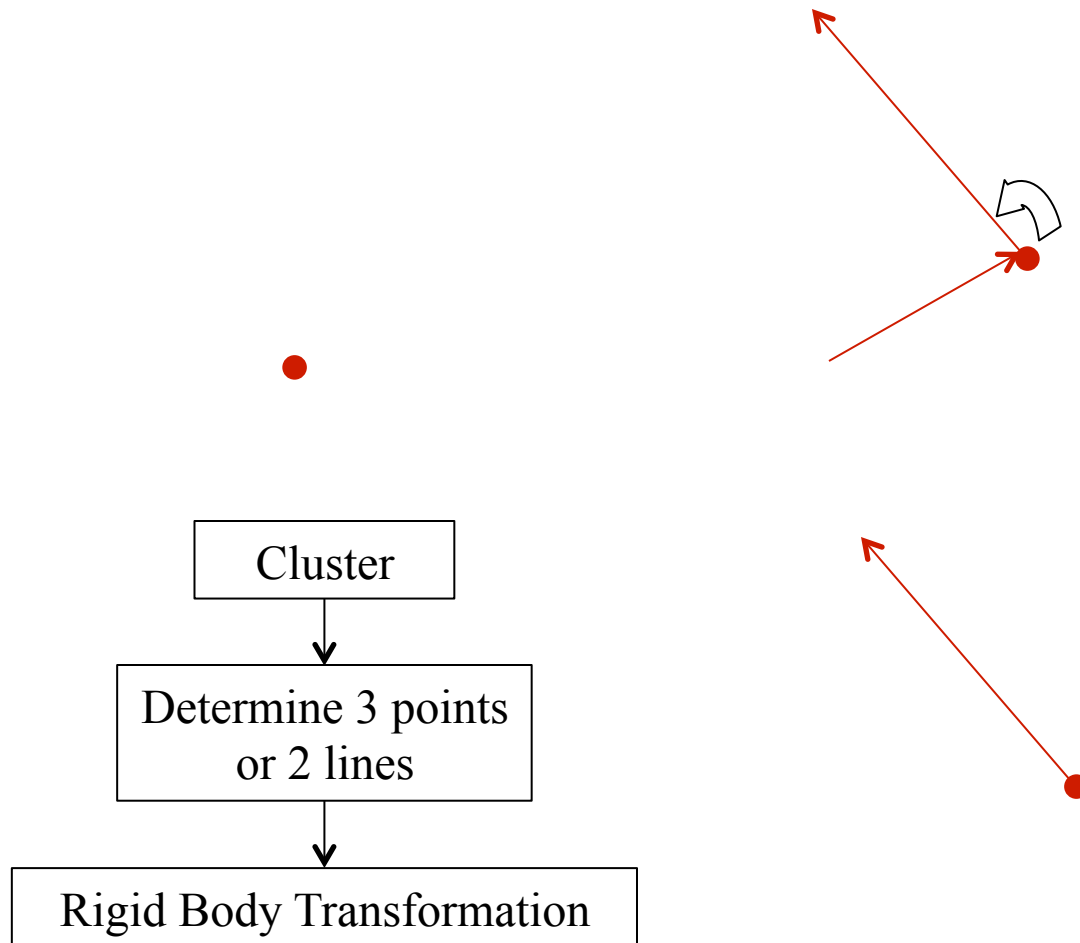 Cluster
Determine 3 points
or 2 lines
Rigid Body Transformation